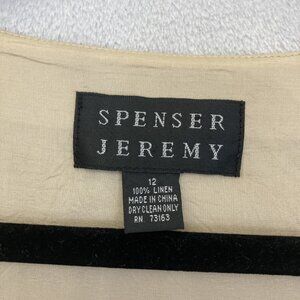 SPENSER
JEREMY
12
100% LINEN
MADE IN CHINA
DRY CLEAN ONLY
RN 73163